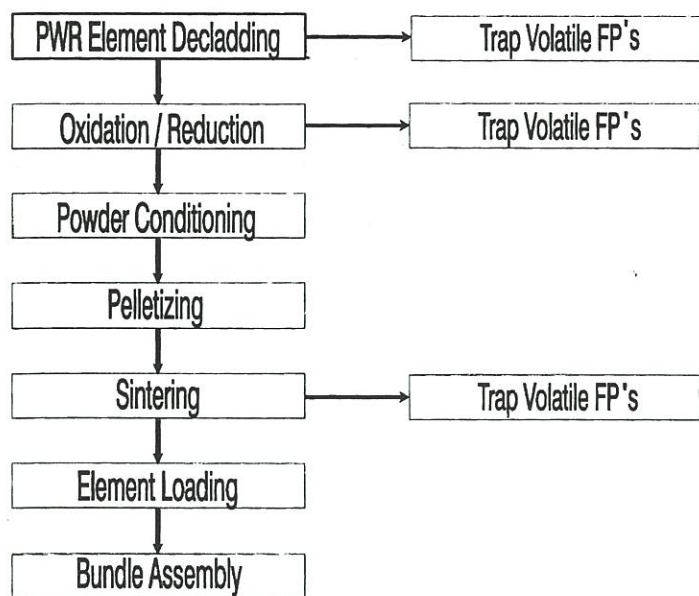 PWR Element Decladding
Trap Volatile FP's
Oxidation / Reduction
Trap Volatile FP's
Powder Conditioning
Pelletizing
Sintering
Trap Volatile FP's
Element Loading
Bundle Assembly